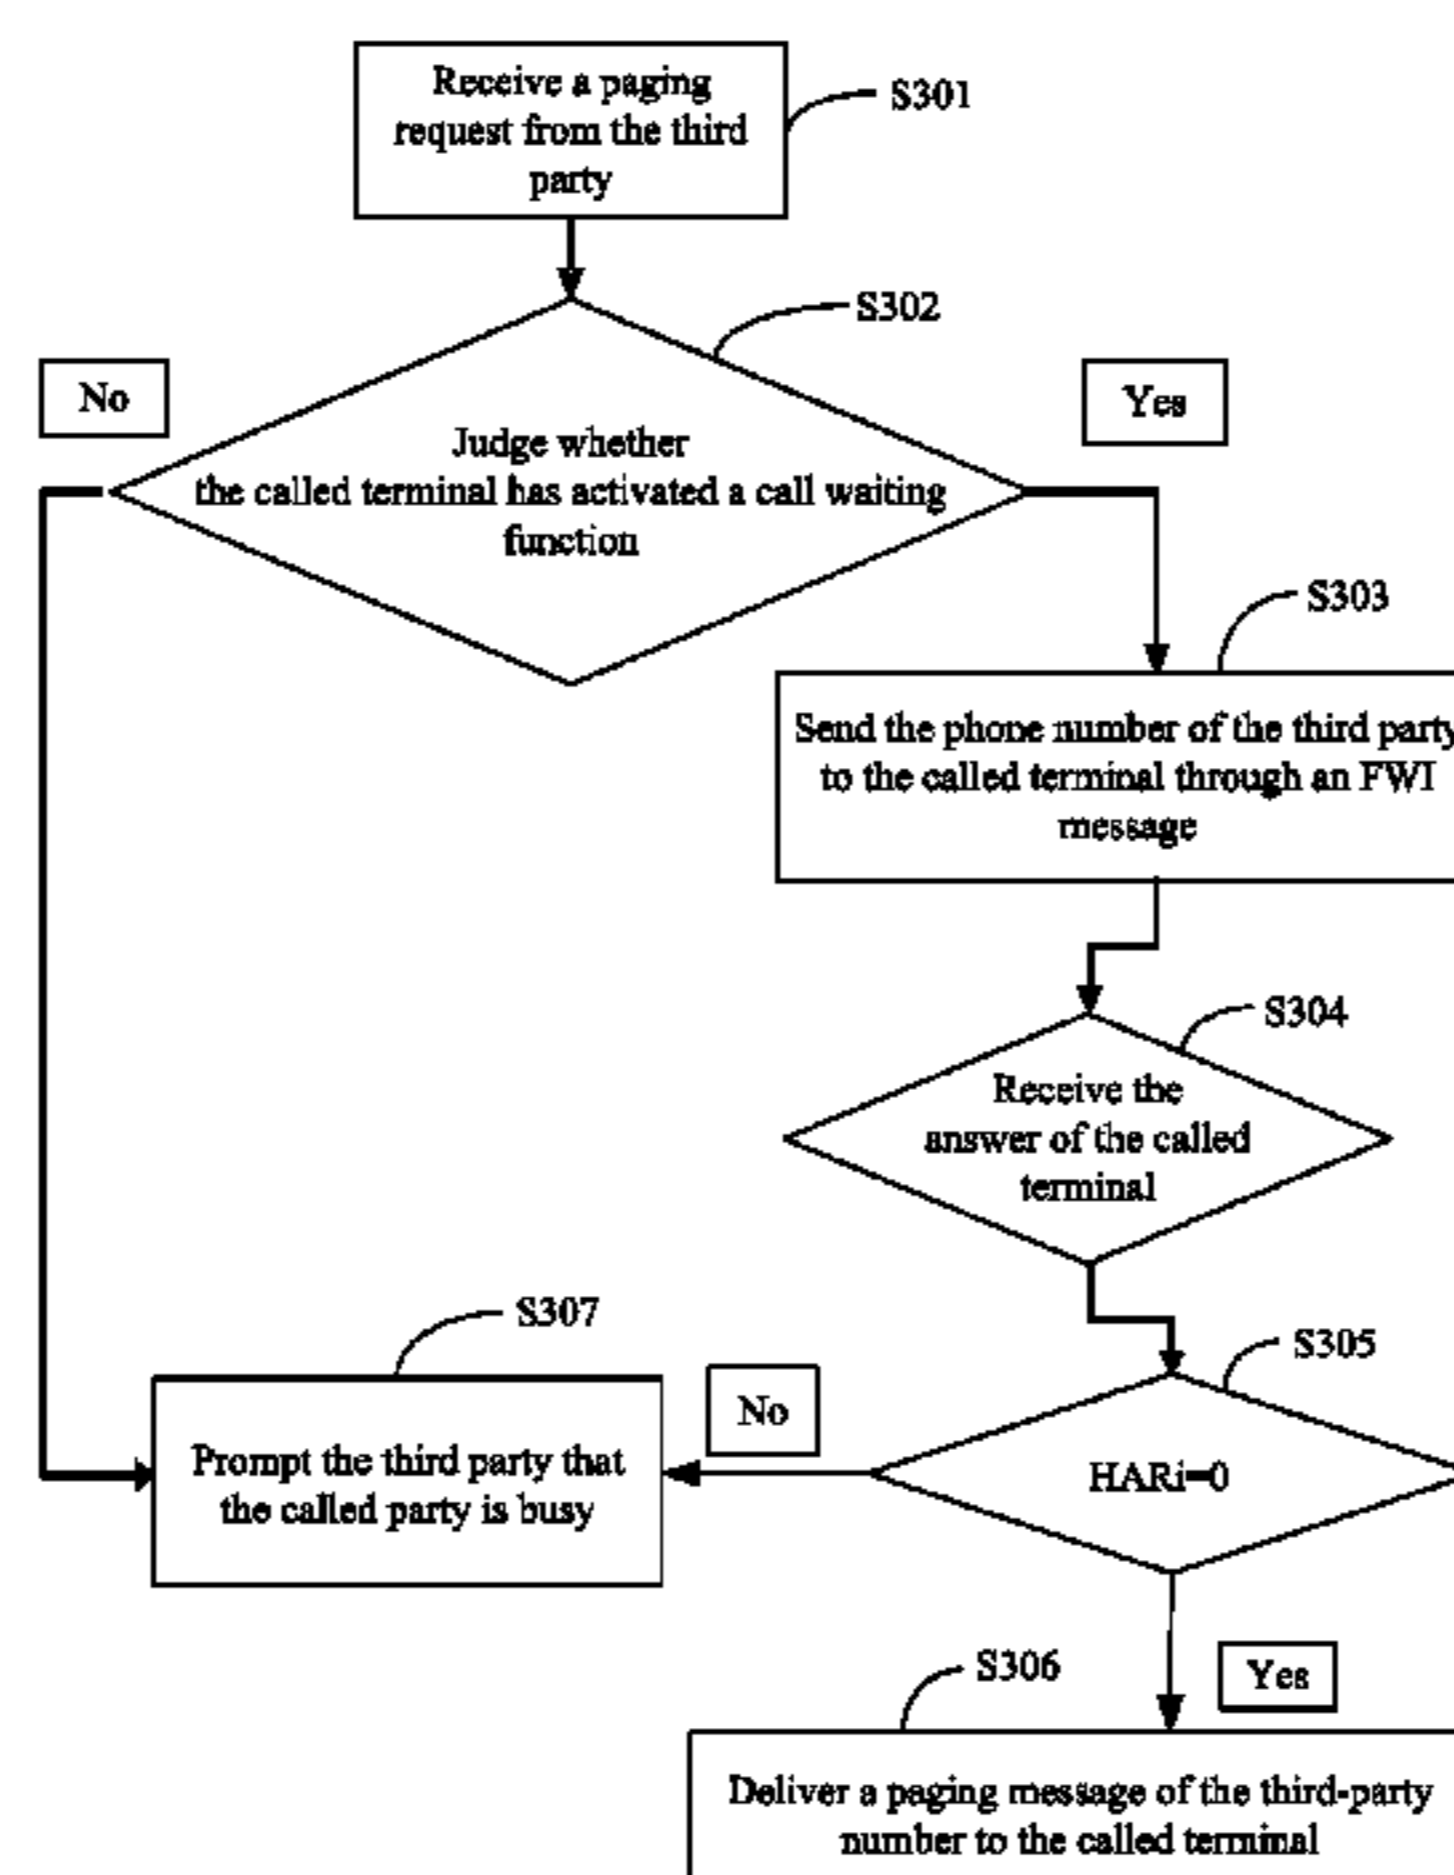 Receive a paging
request from the third
party
S301
S302
No
Yes
Judge whether
the called terminal has activated a call waiting
function
S303
Send the phone number of the third party
to the called terminal through an FWI
message
S304
Receive the
answer of the called
terminal
S307
S305
No
Prompt the third party that
the called party is busy
HARi=0
S306
Yes
Deliver a paging message of the third-party
number to the called terminal